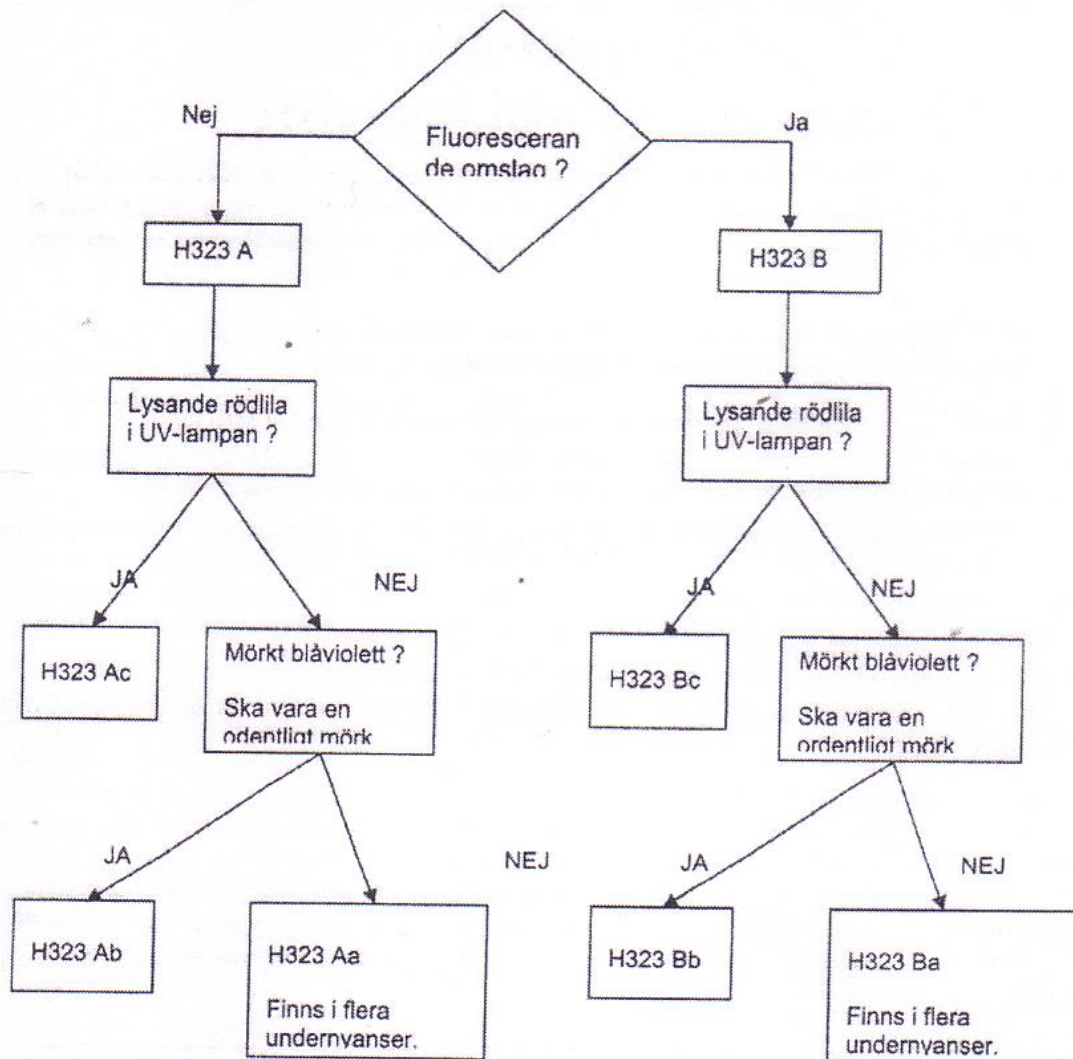 Nej
Ja
Fluoresceran
de omslag ?
H323 A
H323 B
Lysande rödlila
i UV-lampan ?
Lysande rödlila
i UV-lampan ?
JA
NEJ
JA
NEJ
H323 Ac
Mörkt blåviolett ?
Ska vara en
odentligt mörk
H323 Bc
Mörkt blåviolett ?
Ska vara en
ordentligt mörk
JA
NEJ
JA
NEJ
H323 Ab
H323 Aa
Finns i flera
undernyanser.
H323 Bb
H323 Ba
Finns i flera
undernyanser.